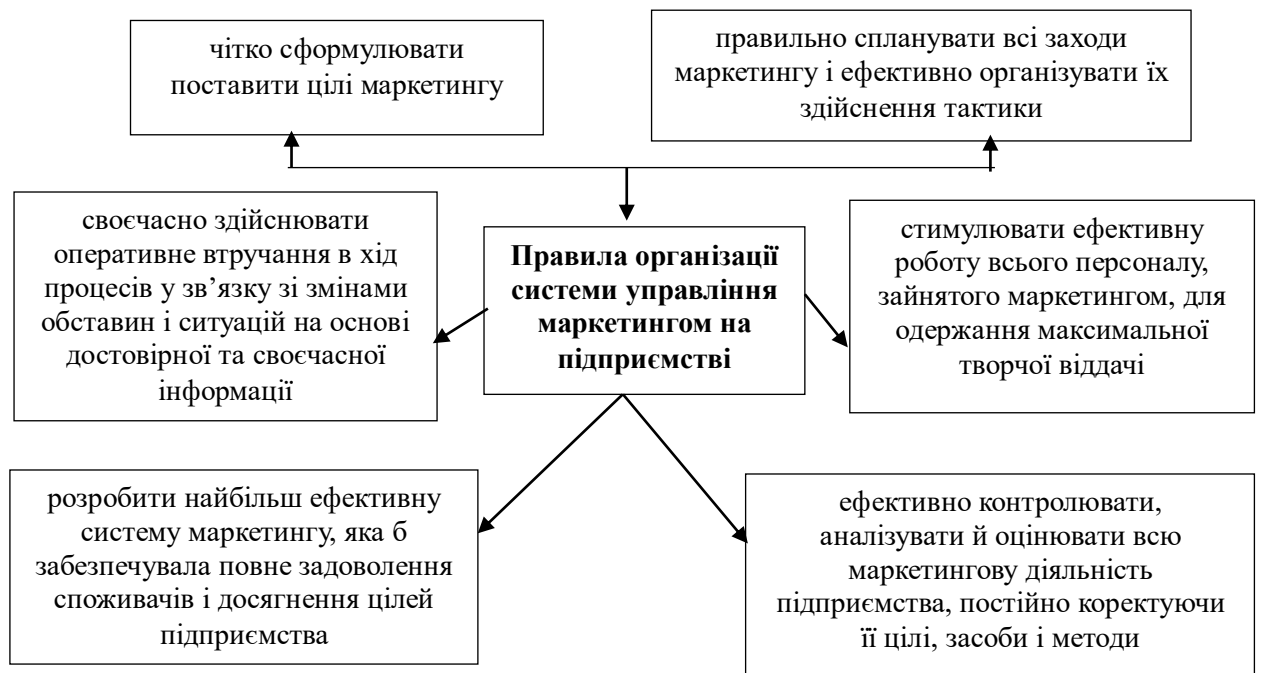 чітко сформулювати
поставити цілі маркетингу
правильно спланувати всі заходи
маркетингу і ефективно організувати їх
здійснення тактики
своєчасно здійснювати
оперативне втручання в хід
процесів у зв’язку зі змінами
обставин і ситуацій на основі
достовірної та своєчасної
інформації
Правила організації
системи управління
маркетингом на
підприємстві
стимулювати ефективну
роботу всього персоналу,
зайнятого маркетингом, для
одержання максимальної
творчої віддачі
розробити найбільш ефективну
систему маркетингу, яка б
забезпечувала повне задоволення
споживачів і досягнення цілей
підприємства
ефективно контролювати,
аналізувати й оцінювати всю
маркетингову діяльність
підприємства, постійно коректуючи
її цілі, засоби і методи